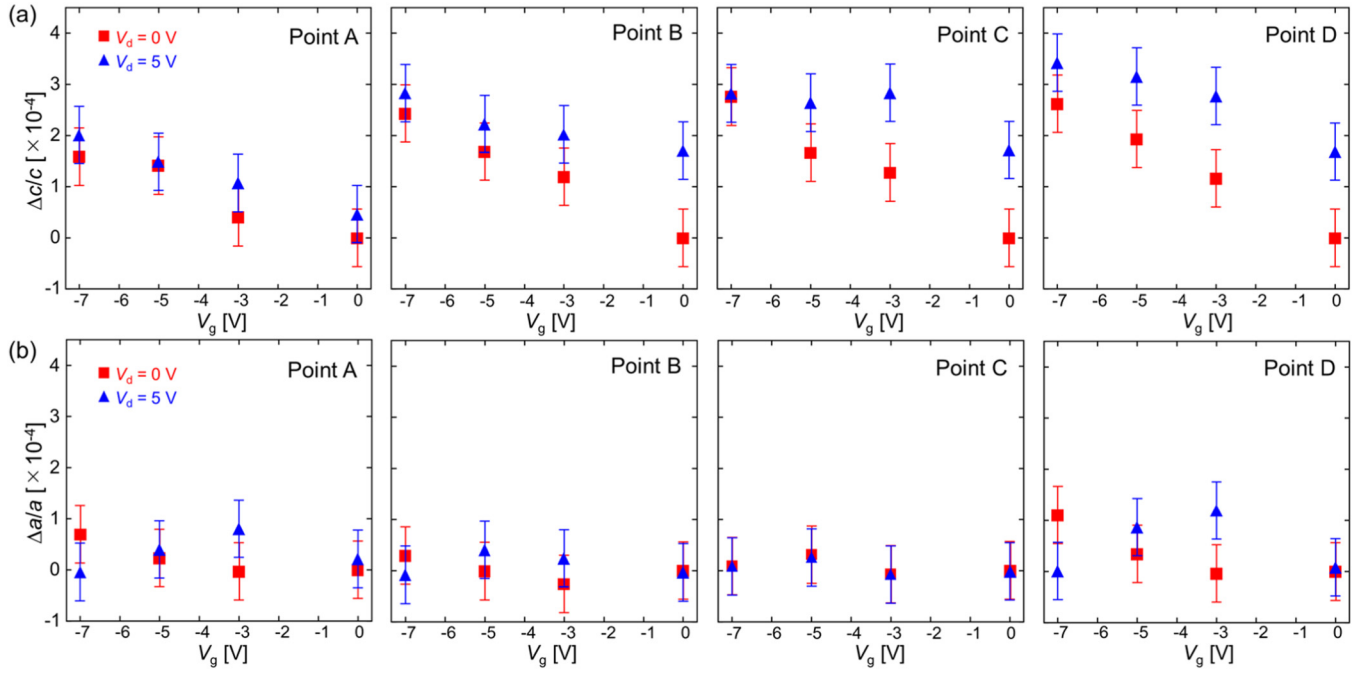 (a)
Δc/c [×10⁻⁴]
4
3
2
1
0
-1
V_d = 0 V
V_d = 5 V
Point A
Point B
Point C
Point D
-7 -6 -5 -4 -3 -2 -1 0
-7 -6 -5 -4 -3 -2 -1 0
-7 -6 -5 -4 -3 -2 -1 0
-7 -6 -5 -4 -3 -2 -1 0
V_g [V]
V_g [V]
V_g [V]
V_g [V]
(b)
Δa/a [×10⁻⁴]
4
3
2
1
0
-1
V_d = 0 V
V_d = 5 V
Point A
Point B
Point C
Point D
-7 -6 -5 -4 -3 -2 -1 0
-7 -6 -5 -4 -3 -2 -1 0
-7 -6 -5 -4 -3 -2 -1 0
-7 -6 -5 -4 -3 -2 -1 0
V_g [V]
V_g [V]
V_g [V]
V_g [V]